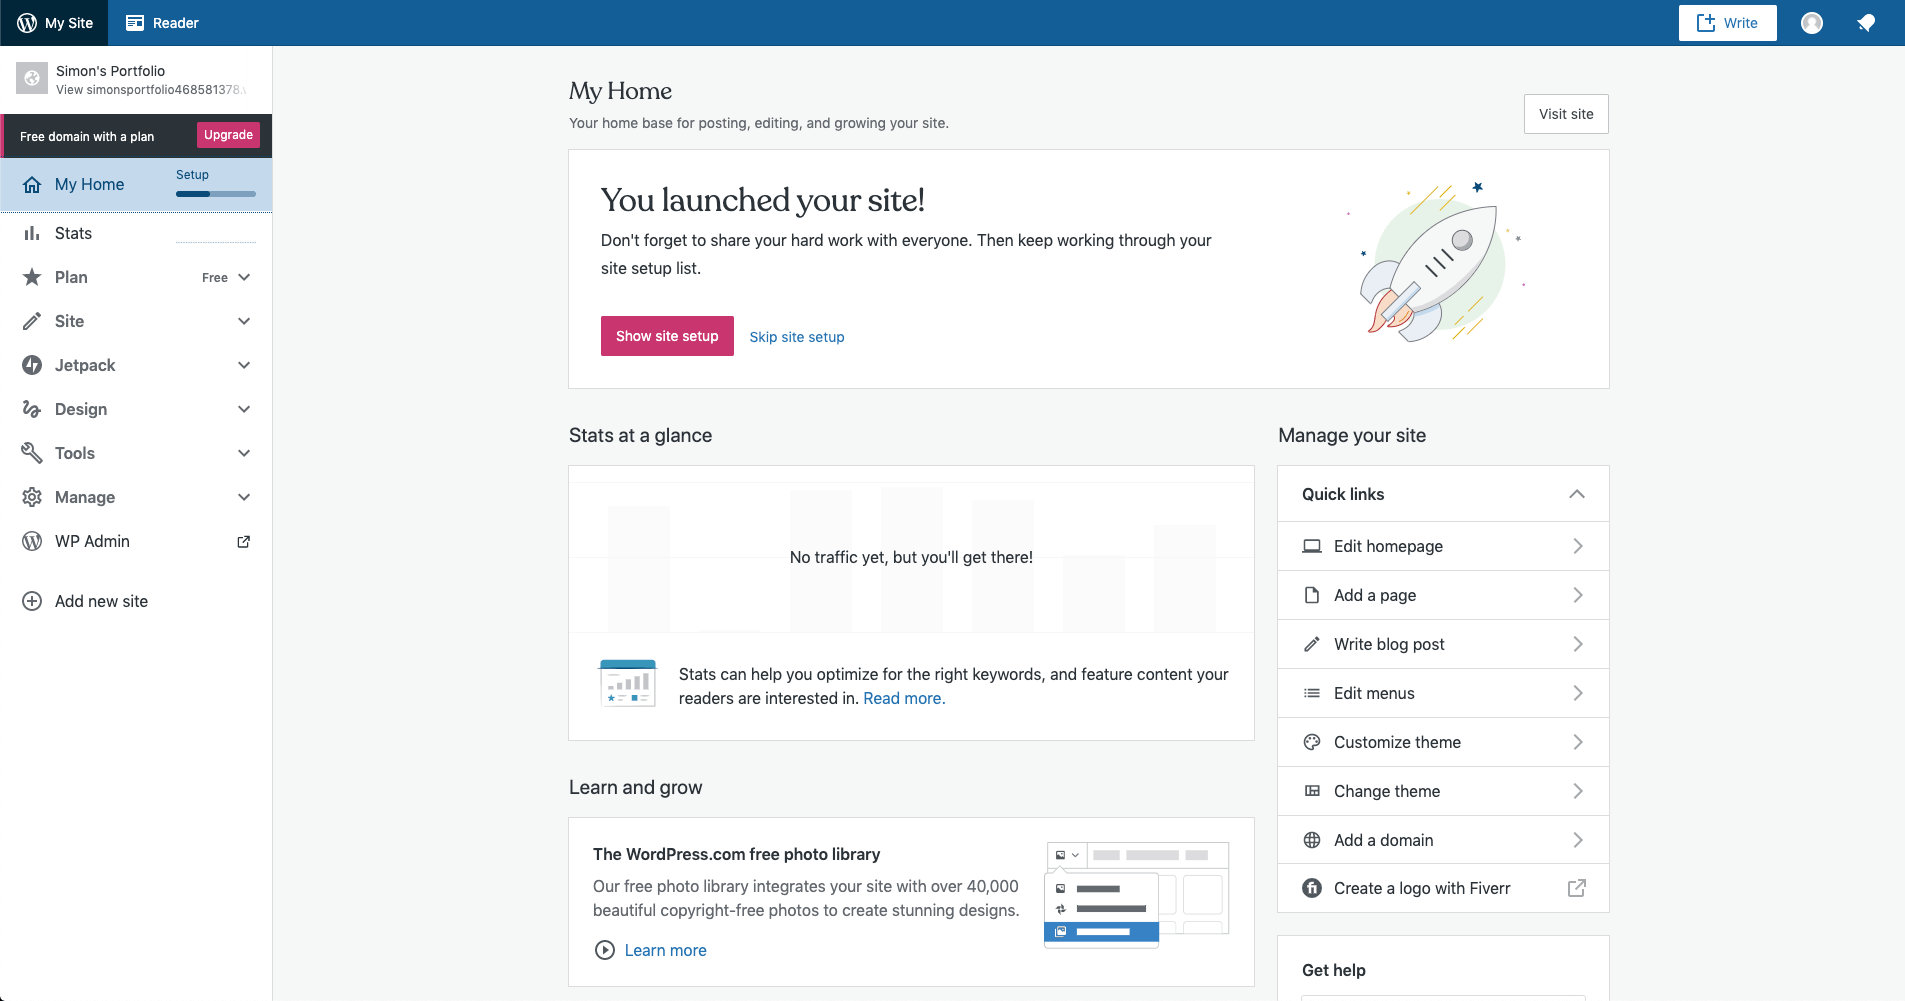 My Site
Reader
Write
Simon's Portfolio
View simonsportfolio468581378.
Free domain with a plan
Upgrade
My Home
Setup
Stats
Plan
Free
Site
Jetpack
Design
Tools
Manage
WP Admin
Add new site
My Home
Your home base for posting, editing, and growing your site.
Visit site
You launched your site!
Don't forget to share your hard work with everyone. Then keep working through your
site setup list.
Show site setup
Skip site setup
Stats at a glance
No traffic yet, but you'll get there!
Stats can help you optimize for the right keywords, and feature content your
readers are interested in. Read more.
Learn and grow
The WordPress.com free photo library
Our free photo library integrates your site with over 40,000
beautiful copyright-free photos to create stunning designs.
Learn more
Manage your site
Quick links
Edit homepage
Add a page
Write blog post
Edit menus
Customize theme
Change theme
Add a domain
fi
Create a logo with Fiverr
Get help